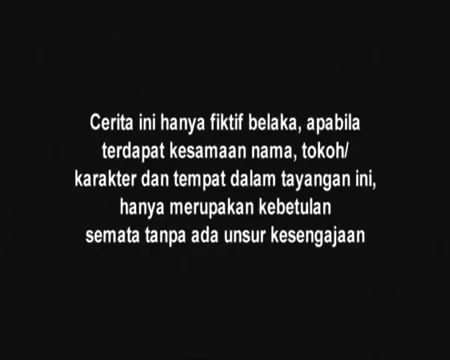 Cerita ini hanya fiktif belaka, apabila
terdapat kesamaan nama, tokoh/
karakter dan tempat dalam tayangan ini,
hanya merupakan kebetulan
semata tanpa ada unsur kesengajaan